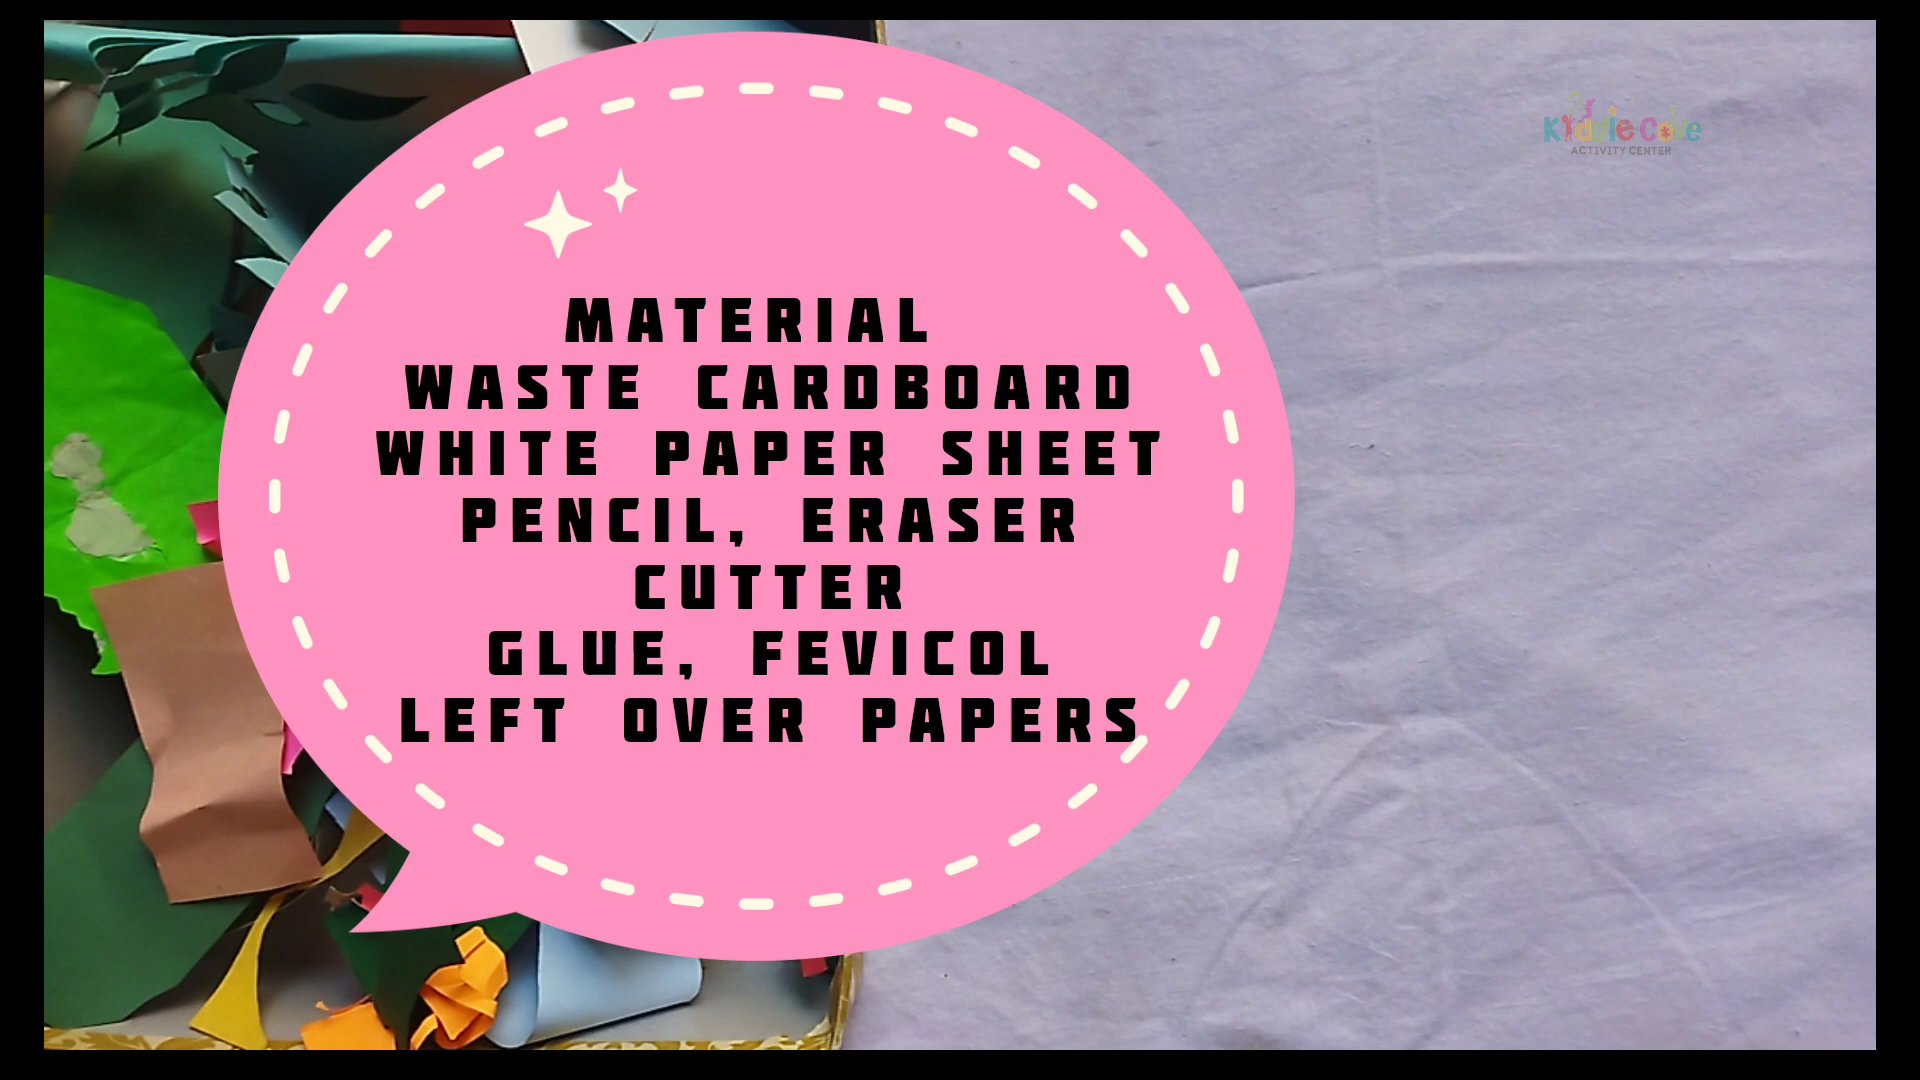 Kiddie Cove
ACTIVITY CENTER
MATERIAL
WASTE CARDBOARD
WHITE PAPER SHEET
PENCIL, ERASER
CUTTER
GLUE, FEVICOL
LEFT OVER PAPERS